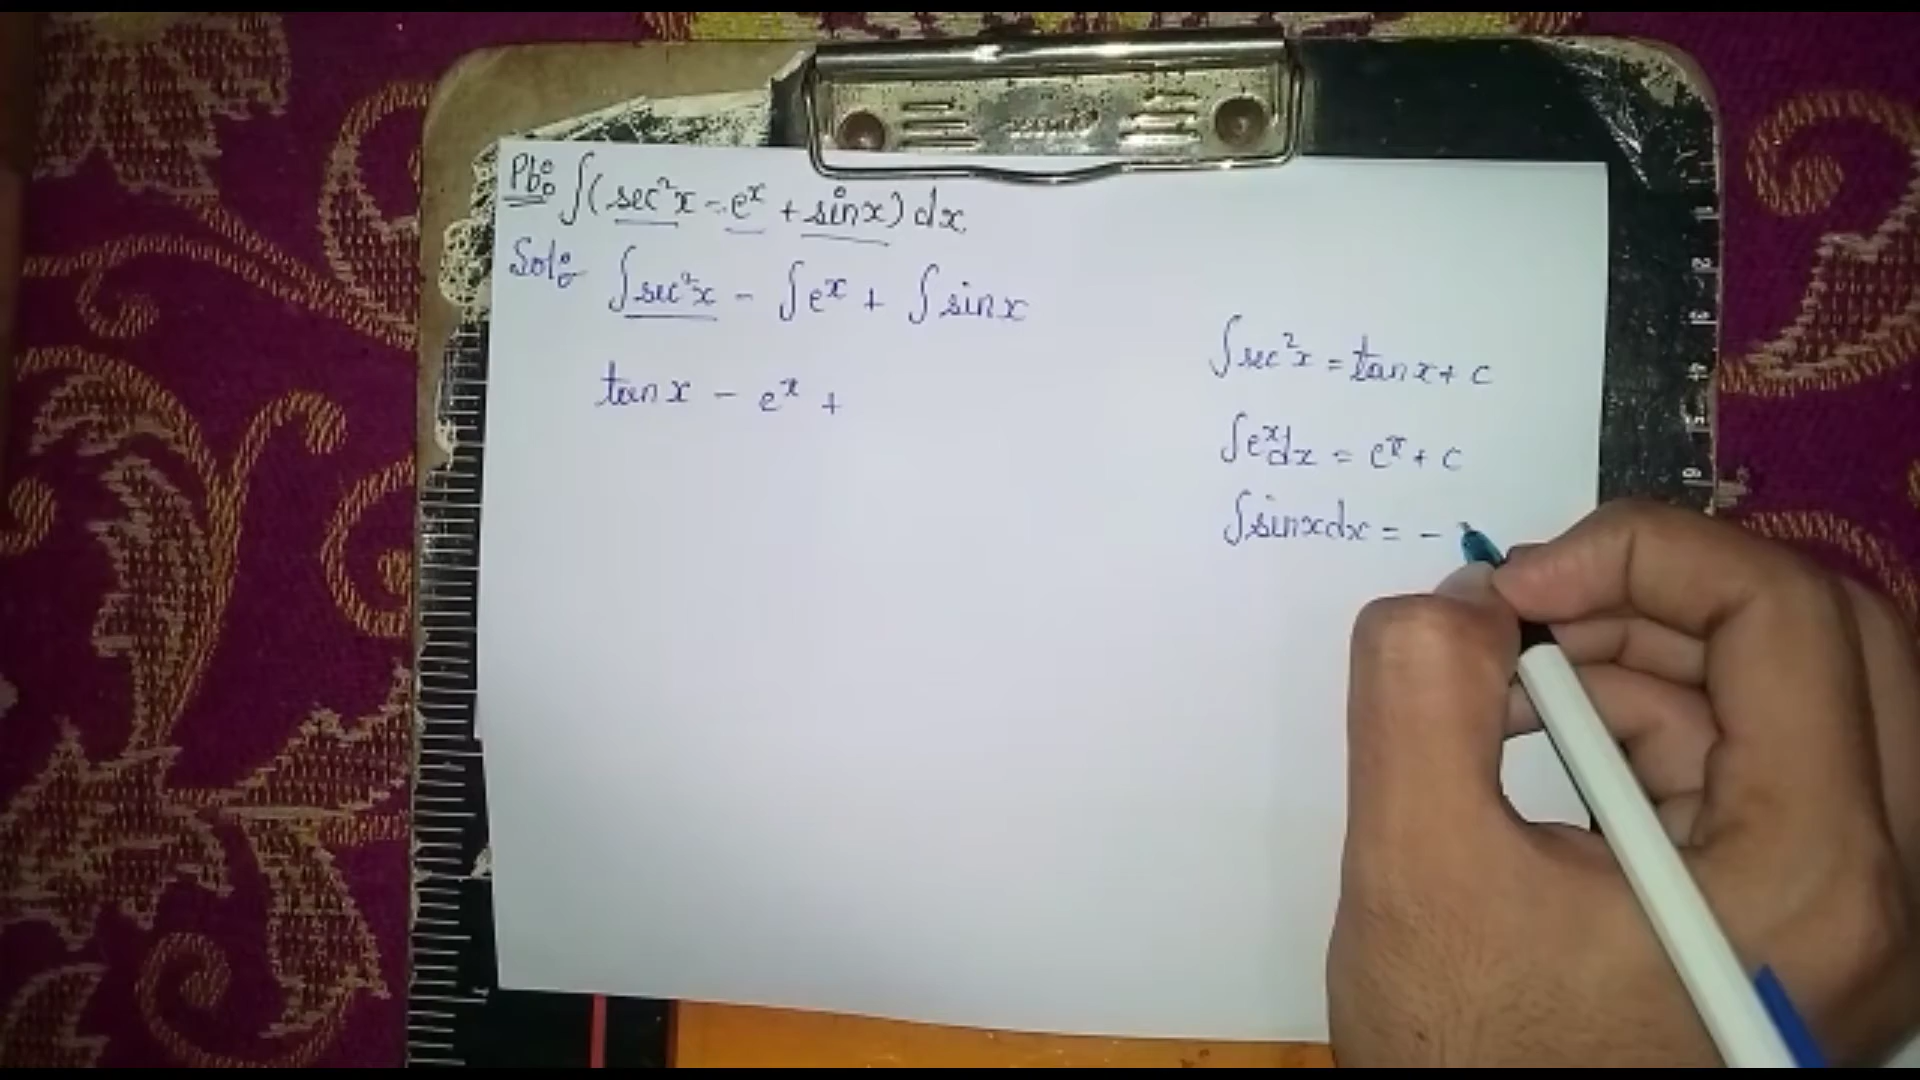 Pb: ∫(sec²x - eˣ + sinx) dx
Sol: ∫sec²x - ∫eˣ + ∫sinx
tanx - eˣ +
∫sec²x = tanx + c
∫eˣdx = eˣ + c
∫sinxdx = -